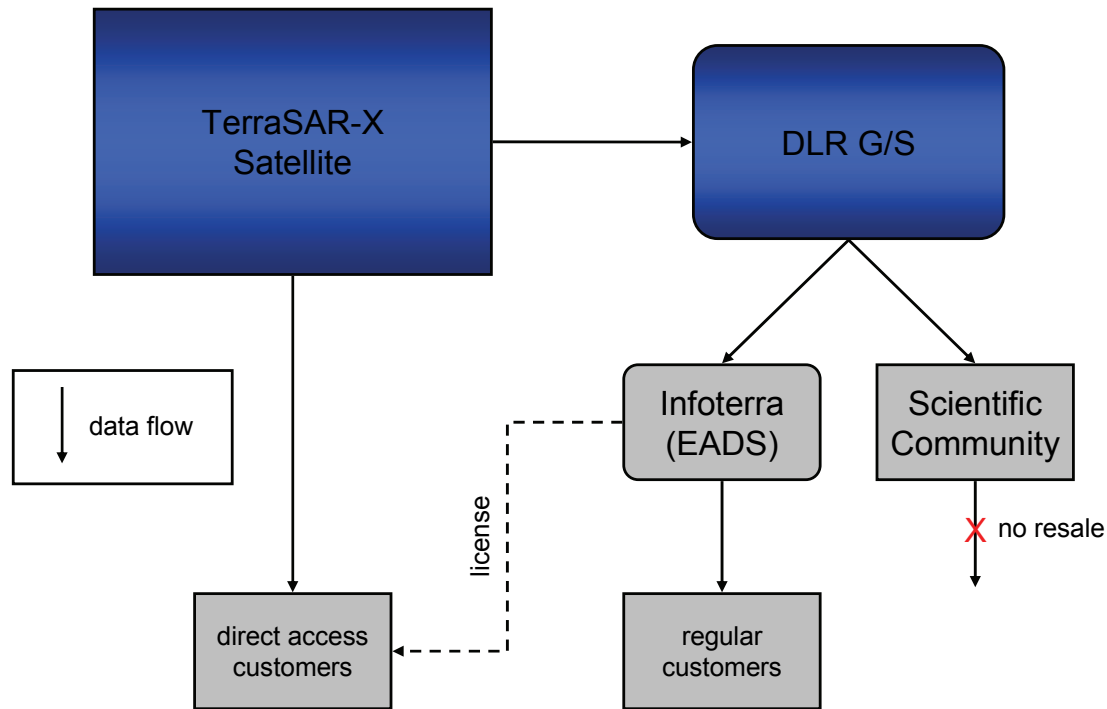 TerraSAR-X
Satellite
DLR G/S
data flow
Infoterra
(EADS)
Scientific
Community
license
X no resale
direct access
customers
regular
customers